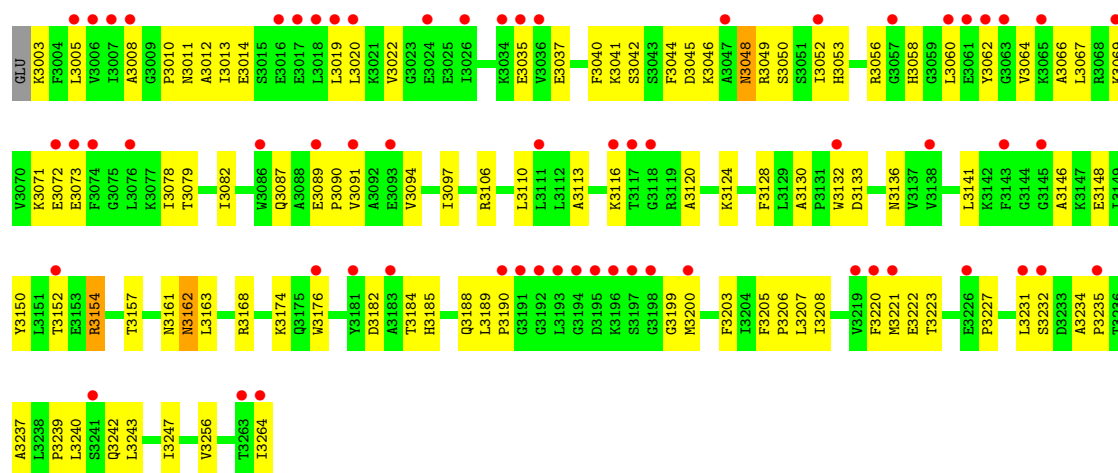 GLU K3003 F3004 L3005 V3006 I3007 A3008 G3009 P3010 N3011 A3012 I3013 E3014 S3015 E3016 E3017 L3018 L3019 L3020 K3021 V3022 G3023 E3024 E3025 I3026 K3034 E3035 V3036 E3037 F3040 K3041 S3042 S3043 F3044 D3045 K3046 A3047 N3048 R3049 S3050 S3051 I3052 H3053 R3056 G3057 H3058 G3059 L3060 E3061 Y3062 G3063 V3064 K3065 A3066 L3067 R3068 K3069
V3070 K3071 E3072 E3073 F3074 G3075 L3076 K3077 I3078 T3079 I3082 W3086 Q3087 A3088 E3089 P3090 V3091 A3092 E3093 V3094 I3097 R3106 L3110 L3111 L3112 A3113 K3116 T3117 G3118 R3119 A3120 K3124 F3128 L3129 A3130 P3131 W3132 D3133 N3136 V3137 V3138 L3141 K3142 F3143 G3144 G3145 A3146 K3147 E3148 I3149
Y3150 L3151 T3152 E3153 R3154 T3157 N3161 N3162 L3163 R3168 K3174 Q3175 W3176 Y3181 D3182 A3183 T3184 H3185 Q3188 L3189 P3190 G3191 G3192 L3193 G3194 D3195 K3196 S3197 G3198 G3199 M3200 F3203 I3204 F3205 P3206 L3207 I3208 V3219 F3220 M3221 E3222 T3223 E3226 P3227 L3231 S3232 D3233 A3234 P3235 T3236
A3237 L3238 P3239 L3240 S3241 Q3242 L3243 I3247 V3256 T3263 I3264